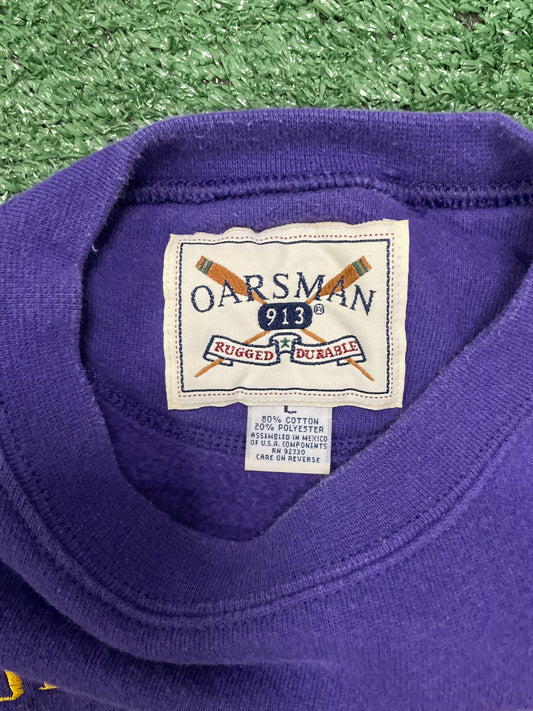 OARSMAN
913®
RUGGED DURABLE
L
80% COTTON
20% POLYESTER
ASSEMBLED IN MEXICO
OF U.S.A. COMPONENTS
RN 92330
CARE ON REVERSE